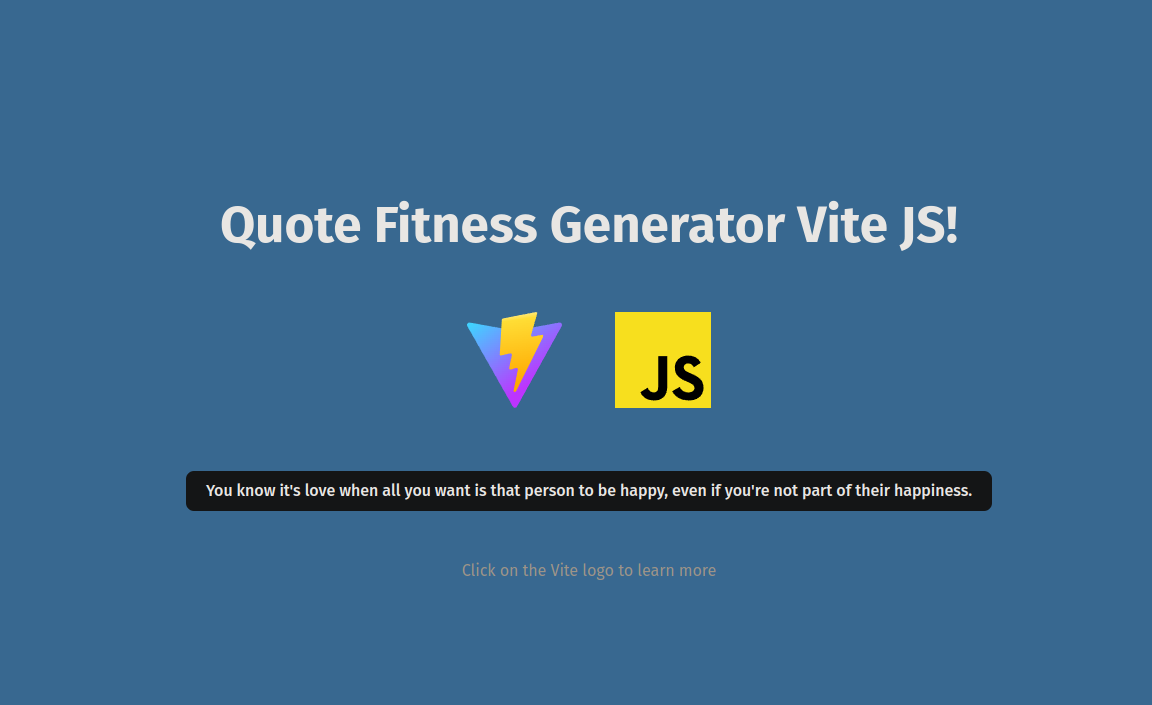 Quote Fitness Generator Vite JS!
JS
You know it's love when all you want is that person to be happy, even if you're not part of their happiness.
Click on the Vite logo to learn more